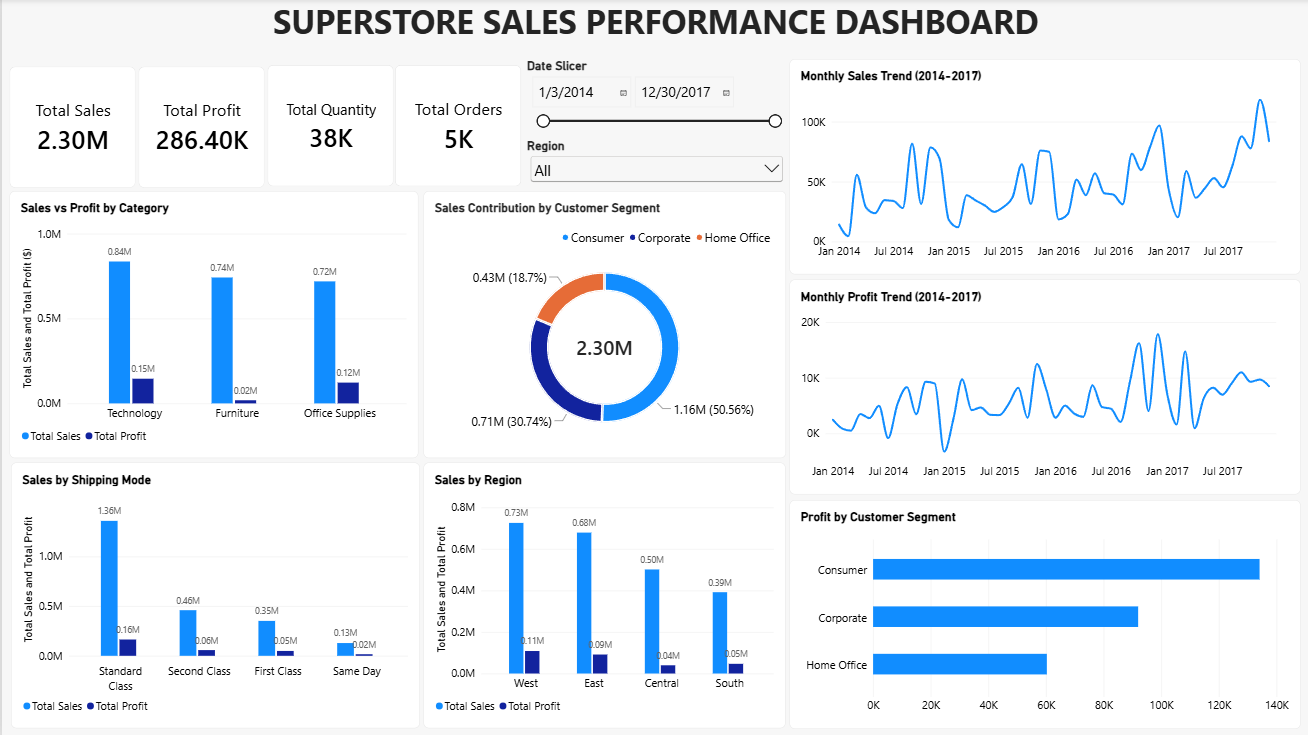 SUPERSTORE SALES PERFORMANCE DASHBOARD
Total Sales
2.30M
Total Profit
286.40K
Total Quantity
38K
Total Orders
5K
Date Slicer
1/3/2014
12/30/2017
Region
All
Monthly Sales Trend (2014-2017)
100K
50K
0K
Jan 2014 Jul 2014 Jan 2015 Jul 2015 Jan 2016 Jul 2016 Jan 2017 Jul 2017
Sales vs Profit by Category
Total Sales and Total Profit ($)
1.0M
0.5M
0.0M
0.84M
0.15M
0.74M
0.02M
0.72M
0.12M
Technology Furniture Office Supplies
Total Sales Total Profit
Sales Contribution by Customer Segment
Consumer Corporate Home Office
0.43M (18.7%)
2.30M
1.16M (50.56%)
0.71M (30.74%)
Monthly Profit Trend (2014-2017)
20K
10K
0K
Jan 2014 Jul 2014 Jan 2015 Jul 2015 Jan 2016 Jul 2016 Jan 2017 Jul 2017
Sales by Shipping Mode
Total Sales and Total Profit
1.0M
0.5M
0.0M
1.36M
0.16M
0.46M
0.06M
0.35M
0.05M
0.13M
0.02M
Standard Class Second Class First Class Same Day
Total Sales Total Profit
Sales by Region
Total Sales and Total Profit
0.8M
0.6M
0.4M
0.2M
0.0M
0.73M
0.11M
0.68M
0.09M
0.50M
0.04M
0.39M
0.05M
West East Central South
Total Sales Total Profit
Profit by Customer Segment
Consumer
Corporate
Home Office
0K 20K 40K 60K 80K 100K 120K 140K